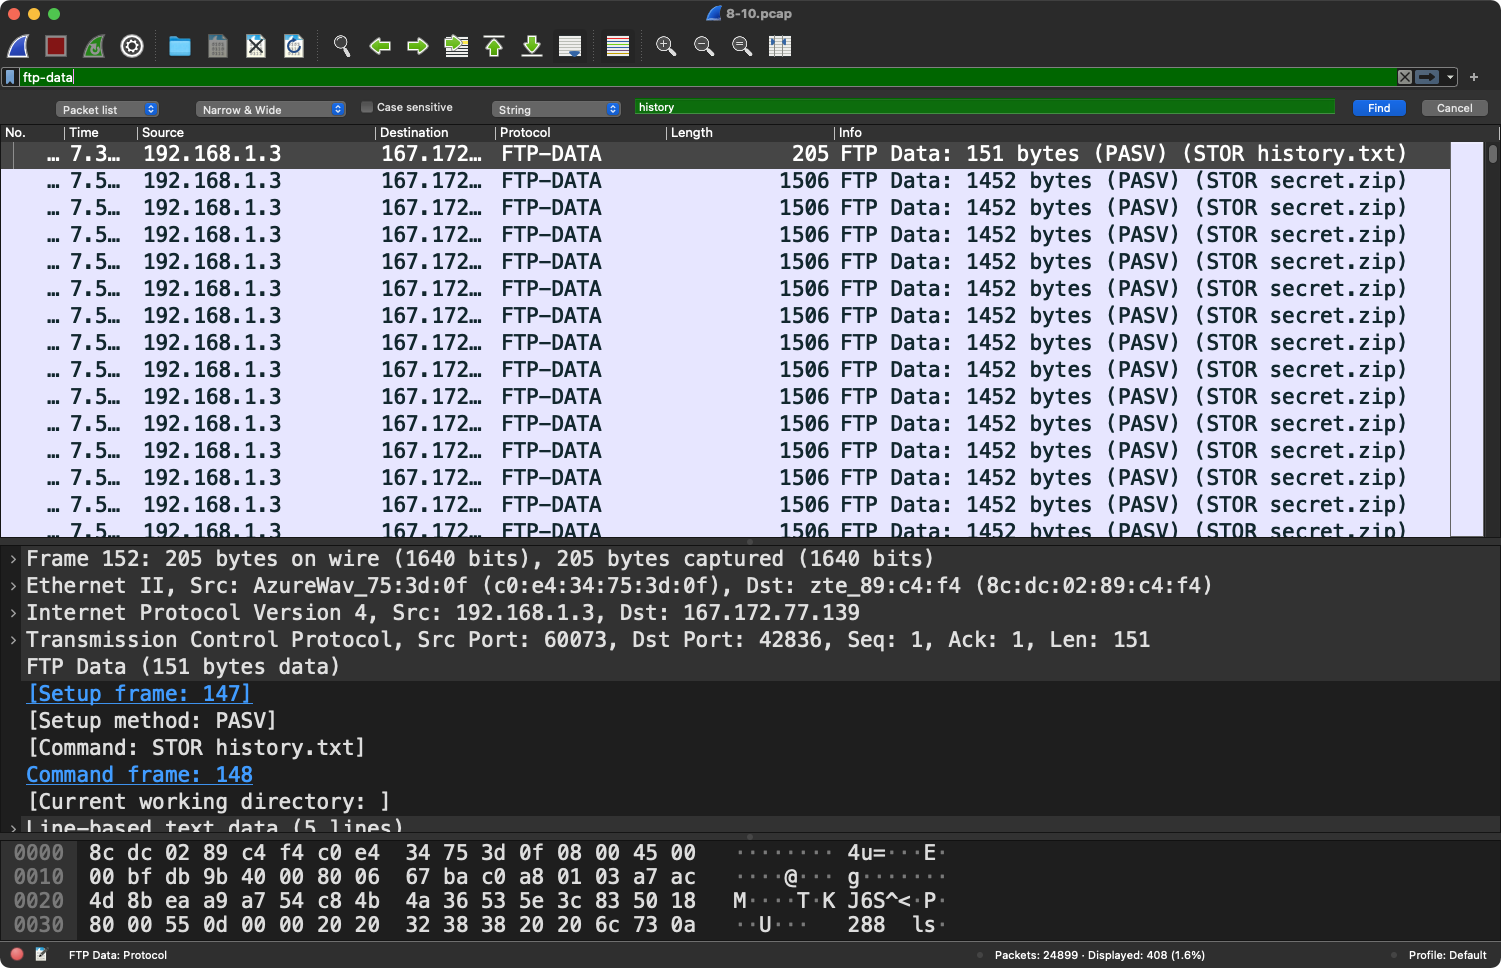 8-10.pcap
ftp-data
Packet list Narrow & Wide Case sensitive String history Find Cancel
No. Time Source Destination Protocol Length Info
… 7.3… 192.168.1.3 167.172… FTP-DATA 205 FTP Data: 151 bytes (PASV) (STOR history.txt)
… 7.5… 192.168.1.3 167.172… FTP-DATA 1506 FTP Data: 1452 bytes (PASV) (STOR secret.zip)
… 7.5… 192.168.1.3 167.172… FTP-DATA 1506 FTP Data: 1452 bytes (PASV) (STOR secret.zip)
… 7.5… 192.168.1.3 167.172… FTP-DATA 1506 FTP Data: 1452 bytes (PASV) (STOR secret.zip)
… 7.5… 192.168.1.3 167.172… FTP-DATA 1506 FTP Data: 1452 bytes (PASV) (STOR secret.zip)
… 7.5… 192.168.1.3 167.172… FTP-DATA 1506 FTP Data: 1452 bytes (PASV) (STOR secret.zip)
… 7.5… 192.168.1.3 167.172… FTP-DATA 1506 FTP Data: 1452 bytes (PASV) (STOR secret.zip)
… 7.5… 192.168.1.3 167.172… FTP-DATA 1506 FTP Data: 1452 bytes (PASV) (STOR secret.zip)
… 7.5… 192.168.1.3 167.172… FTP-DATA 1506 FTP Data: 1452 bytes (PASV) (STOR secret.zip)
… 7.5… 192.168.1.3 167.172… FTP-DATA 1506 FTP Data: 1452 bytes (PASV) (STOR secret.zip)
… 7.5… 192.168.1.3 167.172… FTP-DATA 1506 FTP Data: 1452 bytes (PASV) (STOR secret.zip)
… 7.5… 192.168.1.3 167.172… FTP-DATA 1506 FTP Data: 1452 bytes (PASV) (STOR secret.zip)
… 7.5… 192.168.1.3 167.172… FTP-DATA 1506 FTP Data: 1452 bytes (PASV) (STOR secret.zip)
… 7.5… 192.168.1.3 167.172… FTP-DATA 1506 FTP Data: 1452 bytes (PASV) (STOR secret.zip)
… 7.5… 192.168.1.3 167.172… FTP-DATA 1506 FTP Data: 1452 bytes (PASV) (STOR secret.zip)
Frame 152: 205 bytes on wire (1640 bits), 205 bytes captured (1640 bits)
Ethernet II, Src: AzureWav_75:3d:0f (c0:e4:34:75:3d:0f), Dst: zte_89:c4:f4 (8c:dc:02:89:c4:f4)
Internet Protocol Version 4, Src: 192.168.1.3, Dst: 167.172.77.139
Transmission Control Protocol, Src Port: 60073, Dst Port: 42836, Seq: 1, Ack: 1, Len: 151
FTP Data (151 bytes data)
[Setup frame: 147]
[Setup method: PASV]
[Command: STOR history.txt]
Command frame: 148
[Current working directory: ]
Line-based text data (5 lines)
0000 8c dc 02 89 c4 f4 c0 e4 34 75 3d 0f 08 00 45 00 ········ 4u=···E·
0010 00 bf db 9b 40 00 80 06 67 ba c0 a8 01 03 a7 ac ····@··· g·······
0020 4d 8b ea a9 a7 54 c8 4b 4a 36 53 5e 3c 83 50 18 M····T·K J6S^<·P·
0030 80 00 55 0d 00 00 20 20 32 38 38 20 20 6c 73 0a ··U··· 288 ls·
FTP Data: Protocol Packets: 24899 · Displayed: 408 (1.6%) Profile: Default